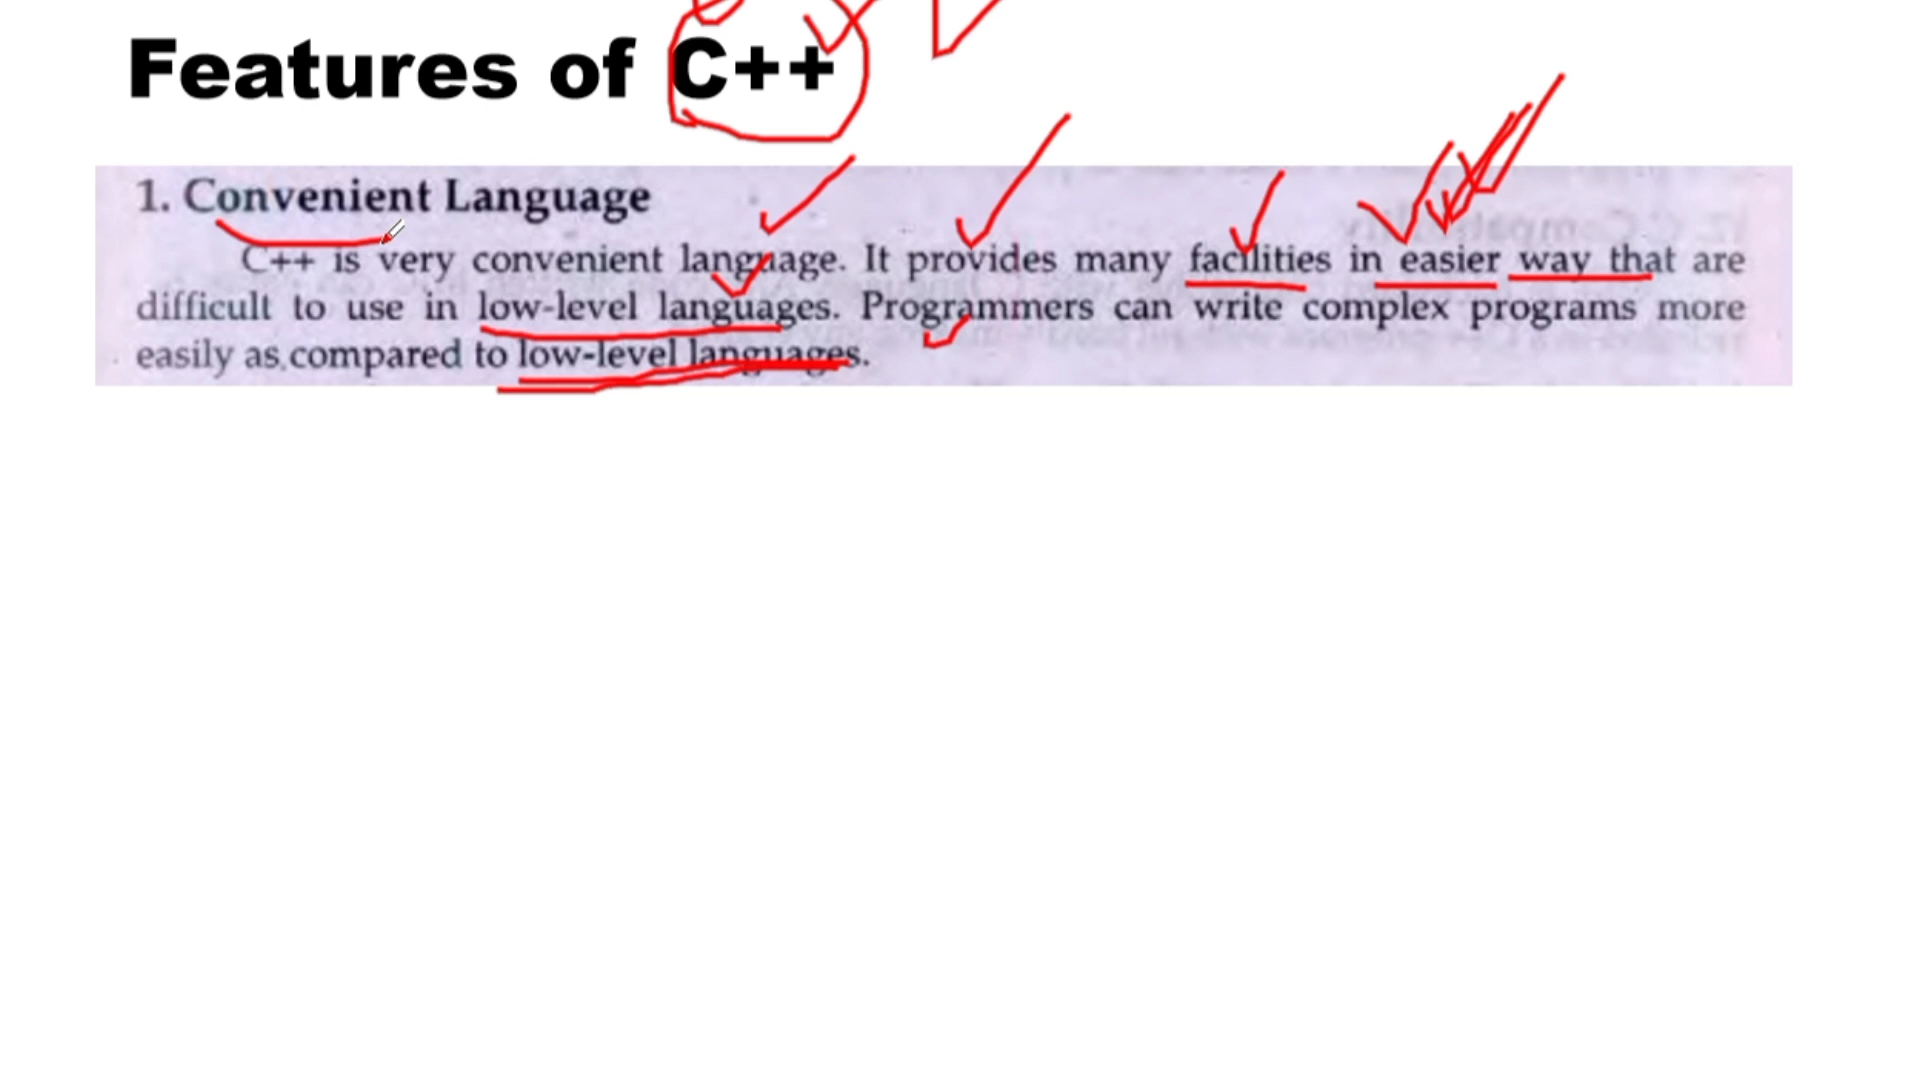 Features of C++
1. Convenient Language
C++ is very convenient language. It provides many facilities in easier way that are
difficult to use in low-level languages. Programmers can write complex programs more
easily as compared to low-level languages.